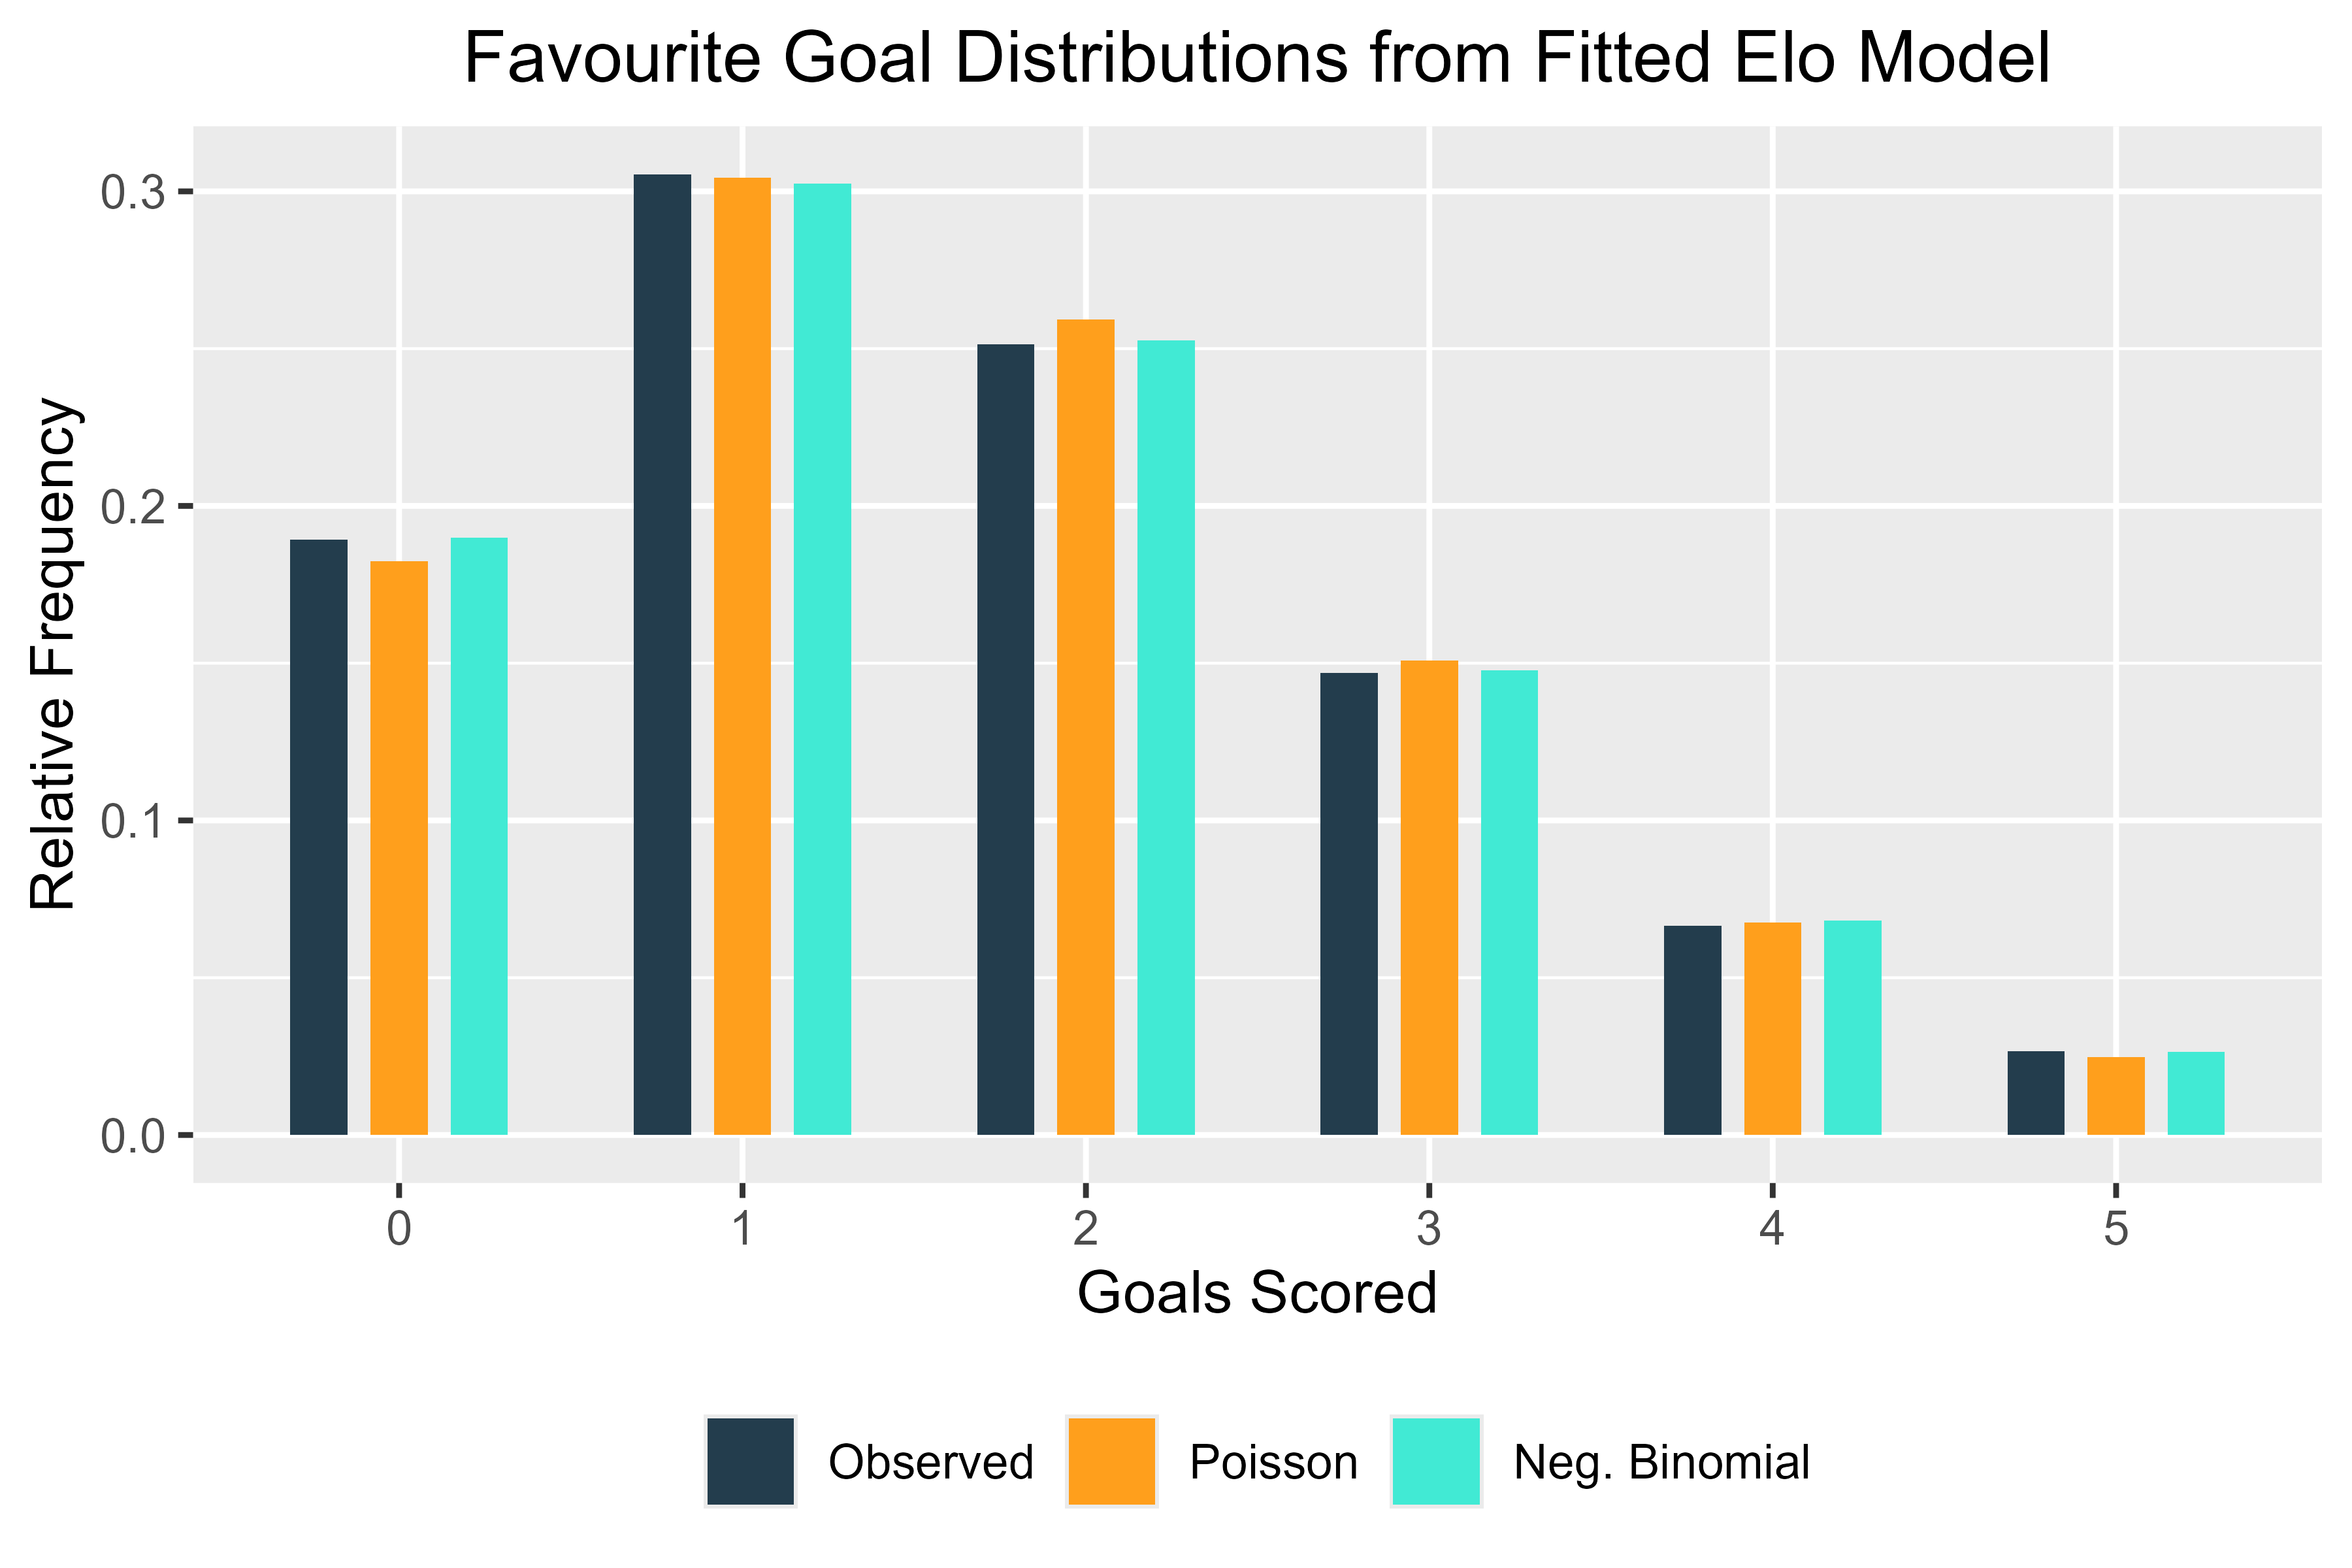 Favourite Goal Distributions from Fitted Elo Model
Relative Frequency
0.3
0.2
0.1
0.0
0 1 2 3 4 5
Goals Scored
Observed Poisson Neg. Binomial